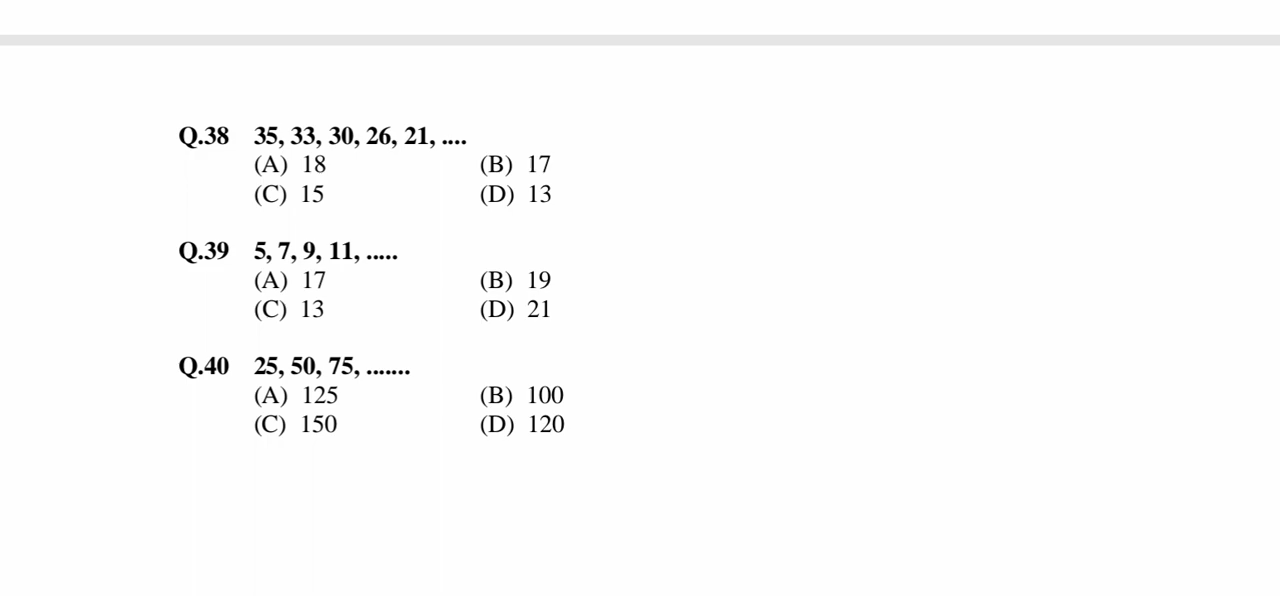 Q.38 35, 33, 30, 26, 21, ....
(A) 18 (B) 17
(C) 15 (D) 13
Q.39 5, 7, 9, 11, .....
(A) 17 (B) 19
(C) 13 (D) 21
Q.40 25, 50, 75, .......
(A) 125 (B) 100
(C) 150 (D) 120